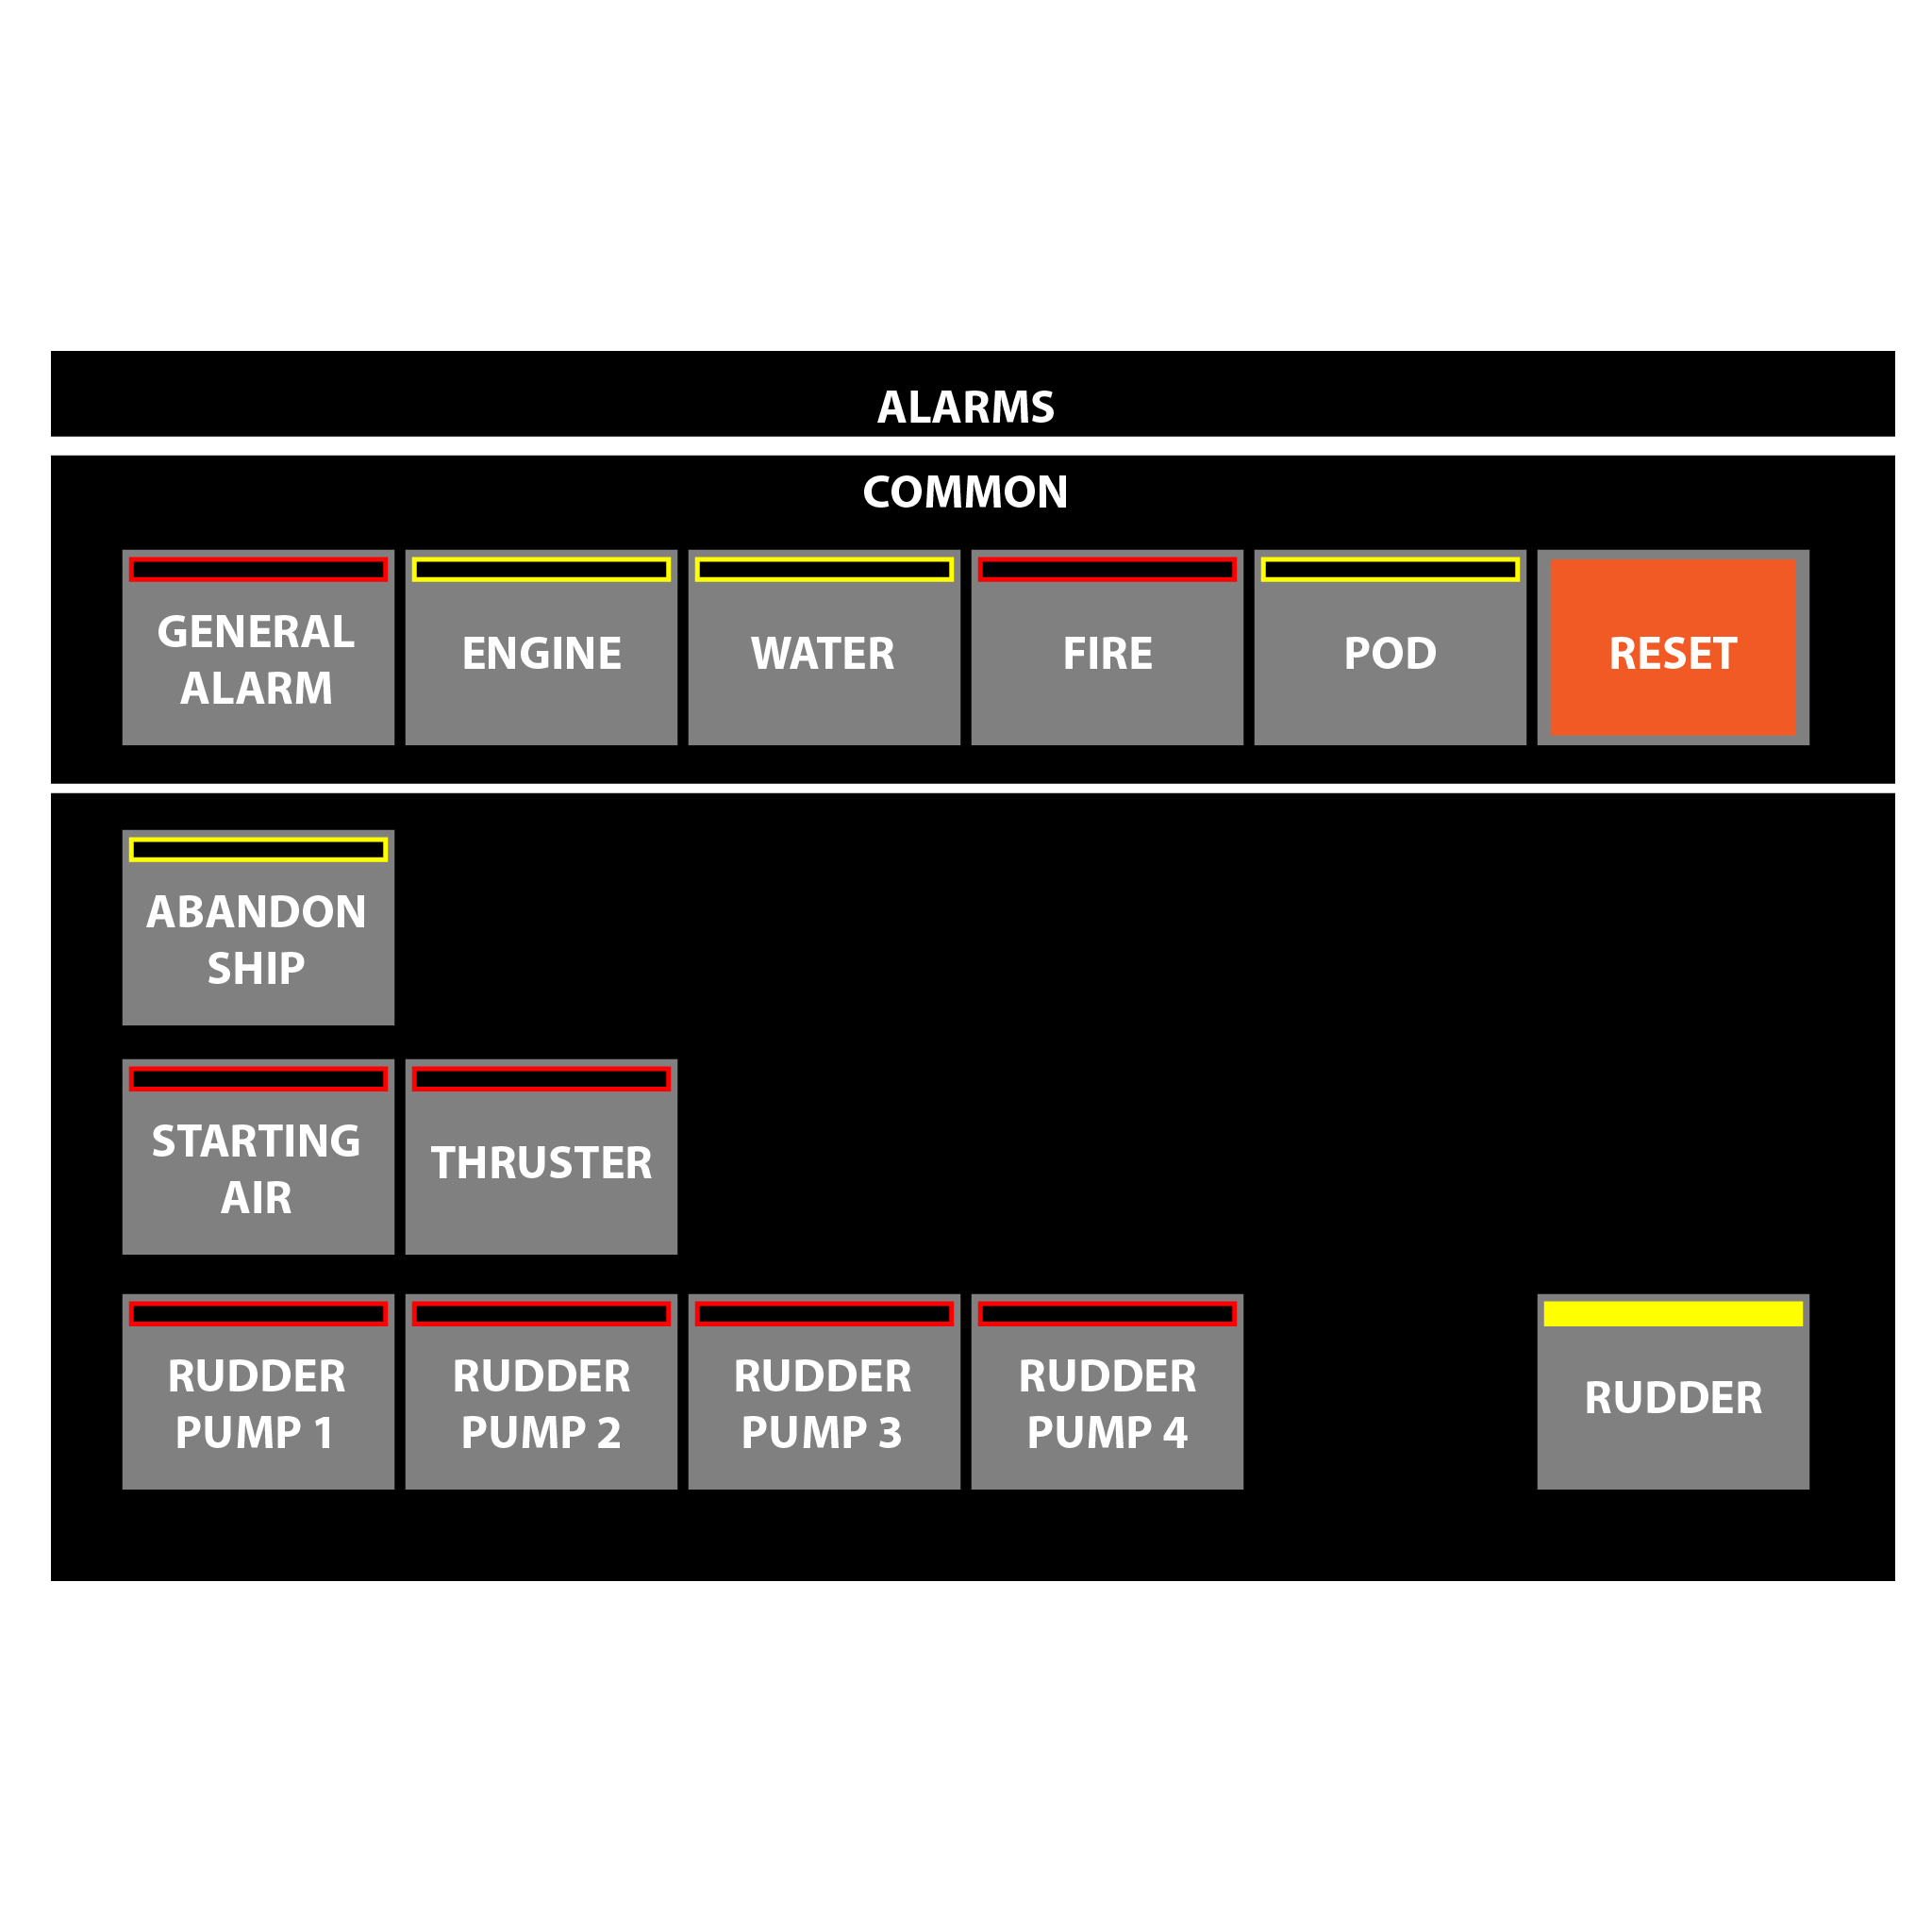 ALARMS
COMMON
GENERAL
ALARM
ENGINE
WATER
FIRE
POD
RESET
ABANDON
SHIP
STARTING
AIR
THRUSTER
RUDDER
PUMP 1
RUDDER
PUMP 2
RUDDER
PUMP 3
RUDDER
PUMP 4
RUDDER